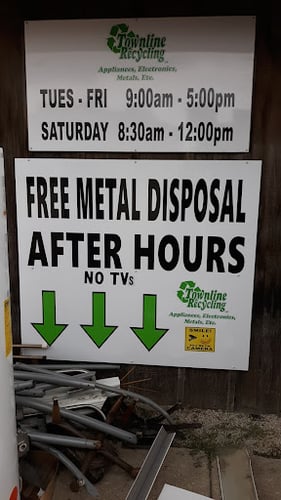 Townline
Recycling
Appliances, Electronics,
Metals, Etc.
TUES - FRI 9:00am - 5:00pm
SATURDAY 8:30am - 12:00pm
FREE METAL DISPOSAL
AFTER HOURS
NO TVs
Townline
Recycling
Appliances, Electronics,
Metals, Etc.
SMILE!
CAMERA